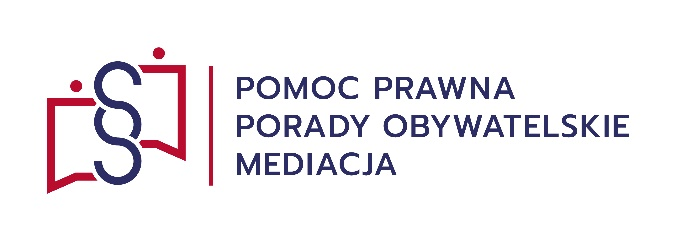 §
POMOC PRAWNA
PORADY OBYWATELSKIE
MEDIACJA